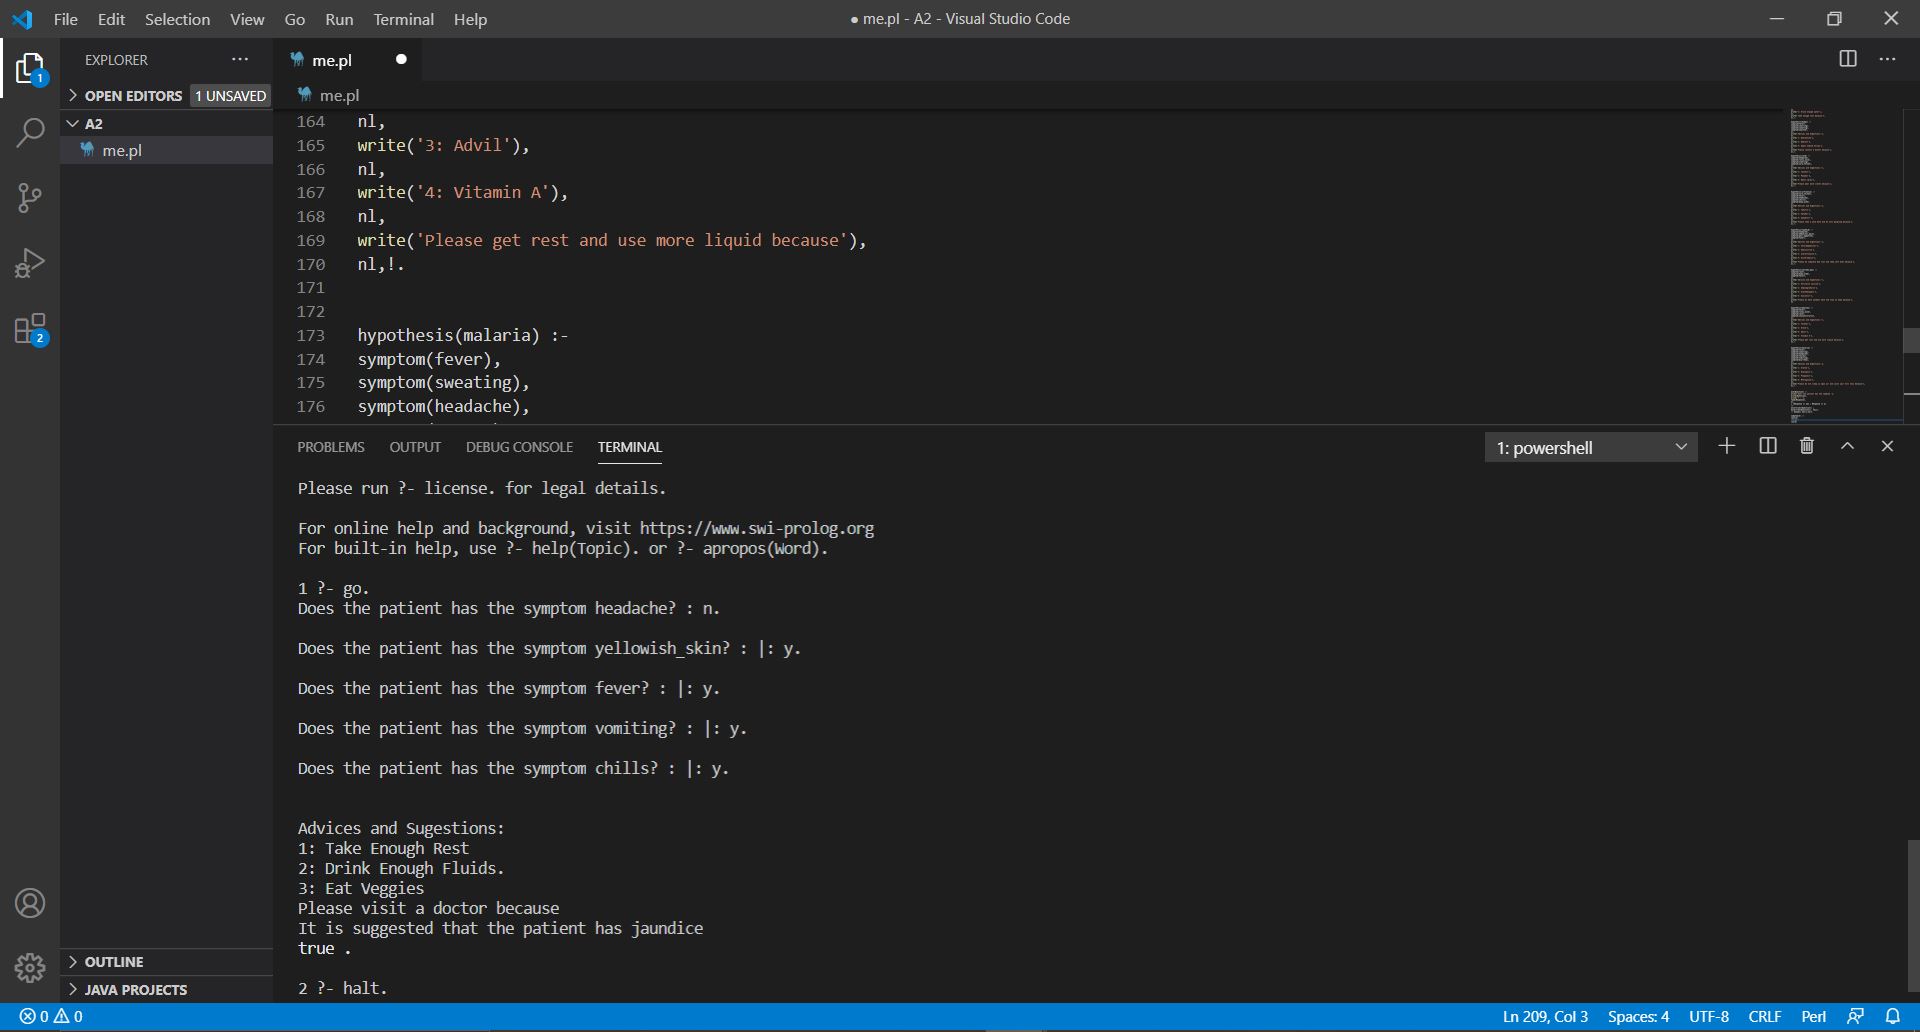 File Edit Selection View Go Run Terminal Help
● me.pl - A2 - Visual Studio Code
EXPLORER
OPEN EDITORS 1 UNSAVED
A2
me.pl
1
2
OUTLINE
JAVA PROJECTS
me.pl
me.pl
164 nl,
165 write('3: Advil'),
166 nl,
167 write('4: Vitamin A'),
168 nl,
169 write('Please get rest and use more liquid because'),
170 nl,!.
171
172
173 hypothesis(malaria) :-
174 symptom(fever),
175 symptom(sweating),
176 symptom(headache),
PROBLEMS OUTPUT DEBUG CONSOLE TERMINAL
1: powershell
Please run ?- license. for legal details.
For online help and background, visit https://www.swi-prolog.org
For built-in help, use ?- help(Topic). or ?- apropos(Word).
1 ?- go.
Does the patient has the symptom headache? : n.
Does the patient has the symptom yellowish_skin? : |: y.
Does the patient has the symptom fever? : |: y.
Does the patient has the symptom vomiting? : |: y.
Does the patient has the symptom chills? : |: y.
Advices and Sugestions:
1: Take Enough Rest
2: Drink Enough Fluids.
3: Eat Veggies
Please visit a doctor because
It is suggested that the patient has jaundice
true .
2 ?- halt.
0 0
Ln 209, Col 3 Spaces: 4 UTF-8 CRLF Perl